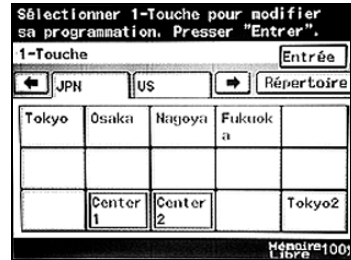 Sélectionner 1-Touche pour modifier
sa programmation. Presser "Entrer".
1-Touche Entrée
JPN US Répertoire
Tokyo Osaka Nagoya Fukuok
a
Center Center Tokyo2
1 2
Mémoire 100%
Libre